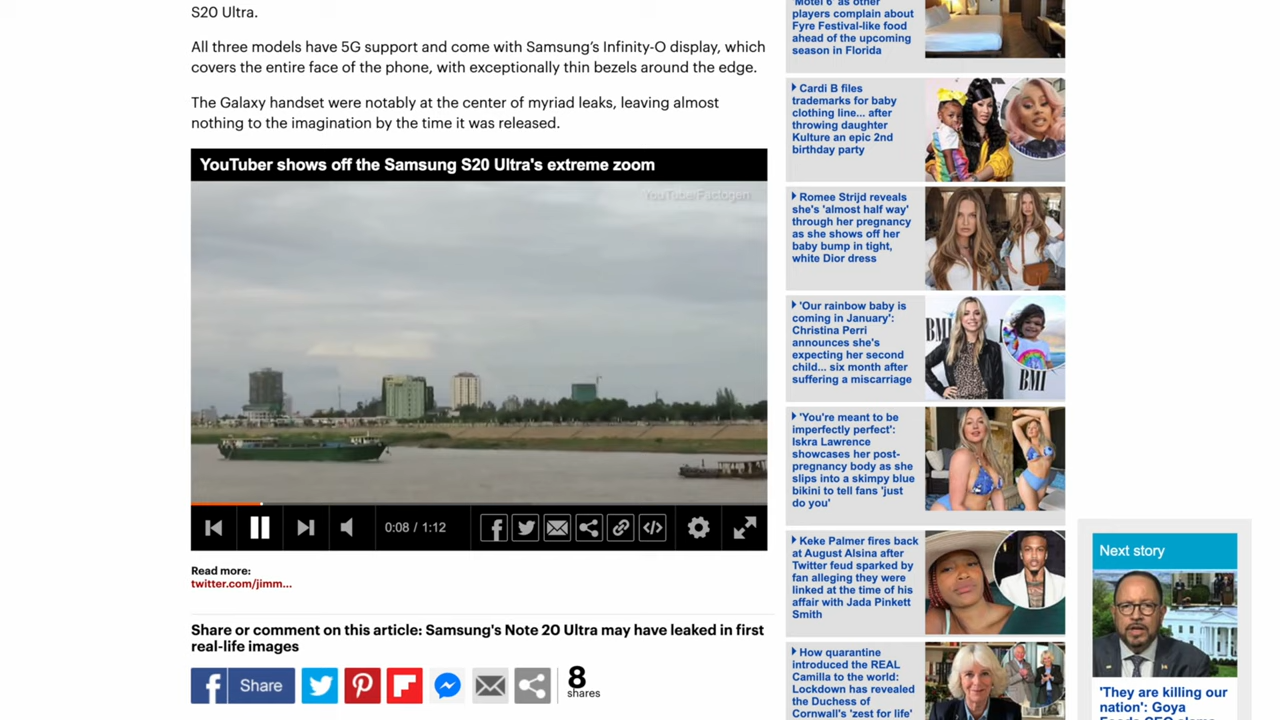 S20 Ultra.
All three models have 5G support and come with Samsung's Infinity-O display, which
covers the entire face of the phone, with exceptionally thin bezels around the edge.
The Galaxy handset were notably at the center of myriad leaks, leaving almost
nothing to the imagination by the time it was released.
YouTuber shows off the Samsung S20 Ultra's extreme zoom
YouTube/Factogen
0:08 / 1:12
Read more:
twitter.com/jimm...
Share or comment on this article: Samsung's Note 20 Ultra may have leaked in first
real-life images
Share
8
shares
'Motel 6' as other
players complain about
Fyre Festival-like food
ahead of the upcoming
season in Florida
Cardi B files
trademarks for baby
clothing line... after
throwing daughter
Kulture an epic 2nd
birthday party
Romee Strijd reveals
she's 'almost half way'
through her pregnancy
as she shows off her
baby bump in tight,
white Dior dress
'Our rainbow baby is
coming in January':
Christina Perri
announces she's
expecting her second
child... six month after
suffering a miscarriage
BMI
BMI
'You're meant to be
imperfectly perfect':
Iskra Lawrence
showcases her post-
pregnancy body as she
slips into a skimpy blue
bikini to tell fans 'just
do you'
Keke Palmer fires back
at August Alsina after
Twitter feud sparked by
fan alleging they were
linked at the time of his
affair with Jada Pinkett
Smith
How quarantine
introduced the REAL
Camilla to the world:
Lockdown has revealed
the Duchess of
Cornwall's 'zest for life'
Next story
'They are killing our
nation': Goya
Foods CEO slams